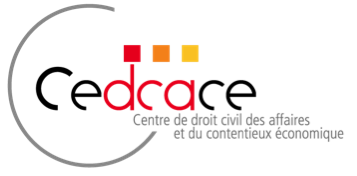 Cedcace
Centre de droit civil des affaires
et du contentieux économique